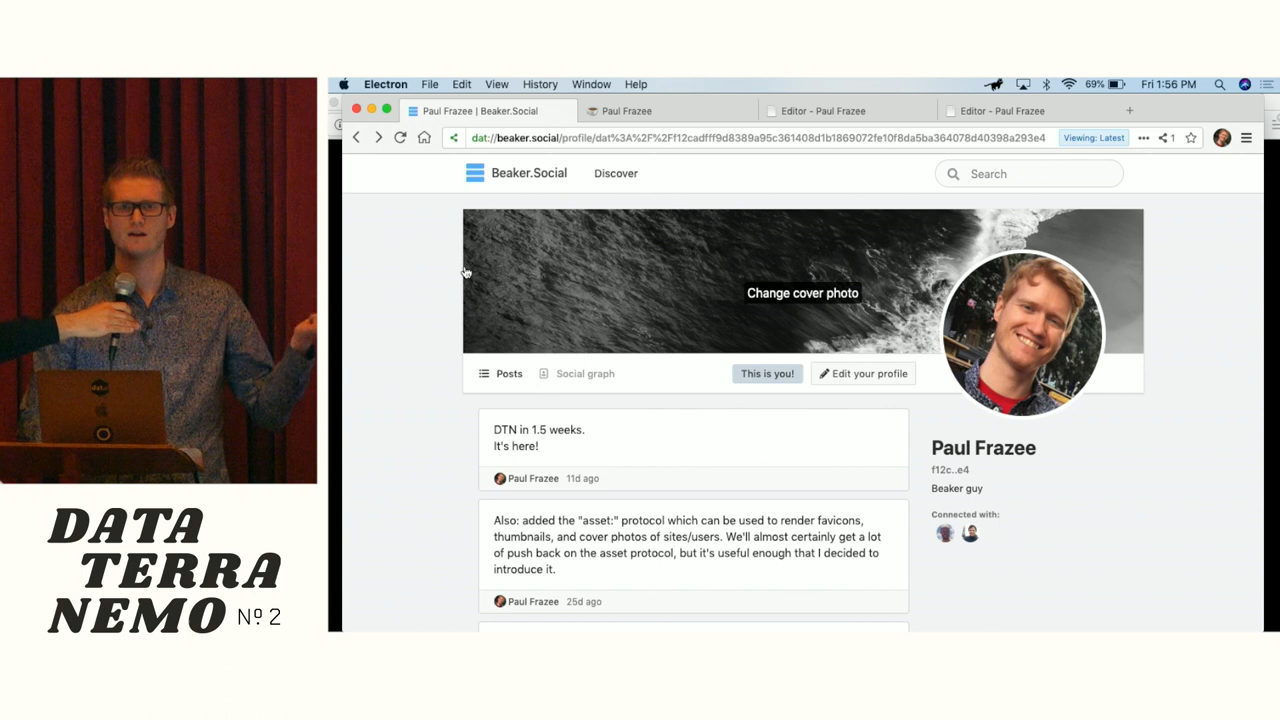 Electron File Edit View History Window Help 69% Fri 1:56 PM
Paul Frazee | Beaker.Social Paul Frazee Editor - Paul Frazee Editor - Paul Frazee
dat://beaker.social/profile/dat%3A%2F%2Ff12cadfff9d8389a95c361408d1b1869072fe10f8da5ba364078d40398a293e4 Viewing: Latest 1
Beaker.Social Discover Search
Change cover photo
Posts Social graph This is you! Edit your profile
DTN in 1.5 weeks.
It's here!
Paul Frazee 11d ago
Also: added the "asset:" protocol which can be used to render favicons,
thumbnails, and cover photos of sites/users. We'll almost certainly get a lot
of push back on the asset protocol, but it's useful enough that I decided to
introduce it.
Paul Frazee 25d ago
Paul Frazee
f12c..e4
Beaker guy
Connected with:
DATA
TERRA
NEMO Nº 2